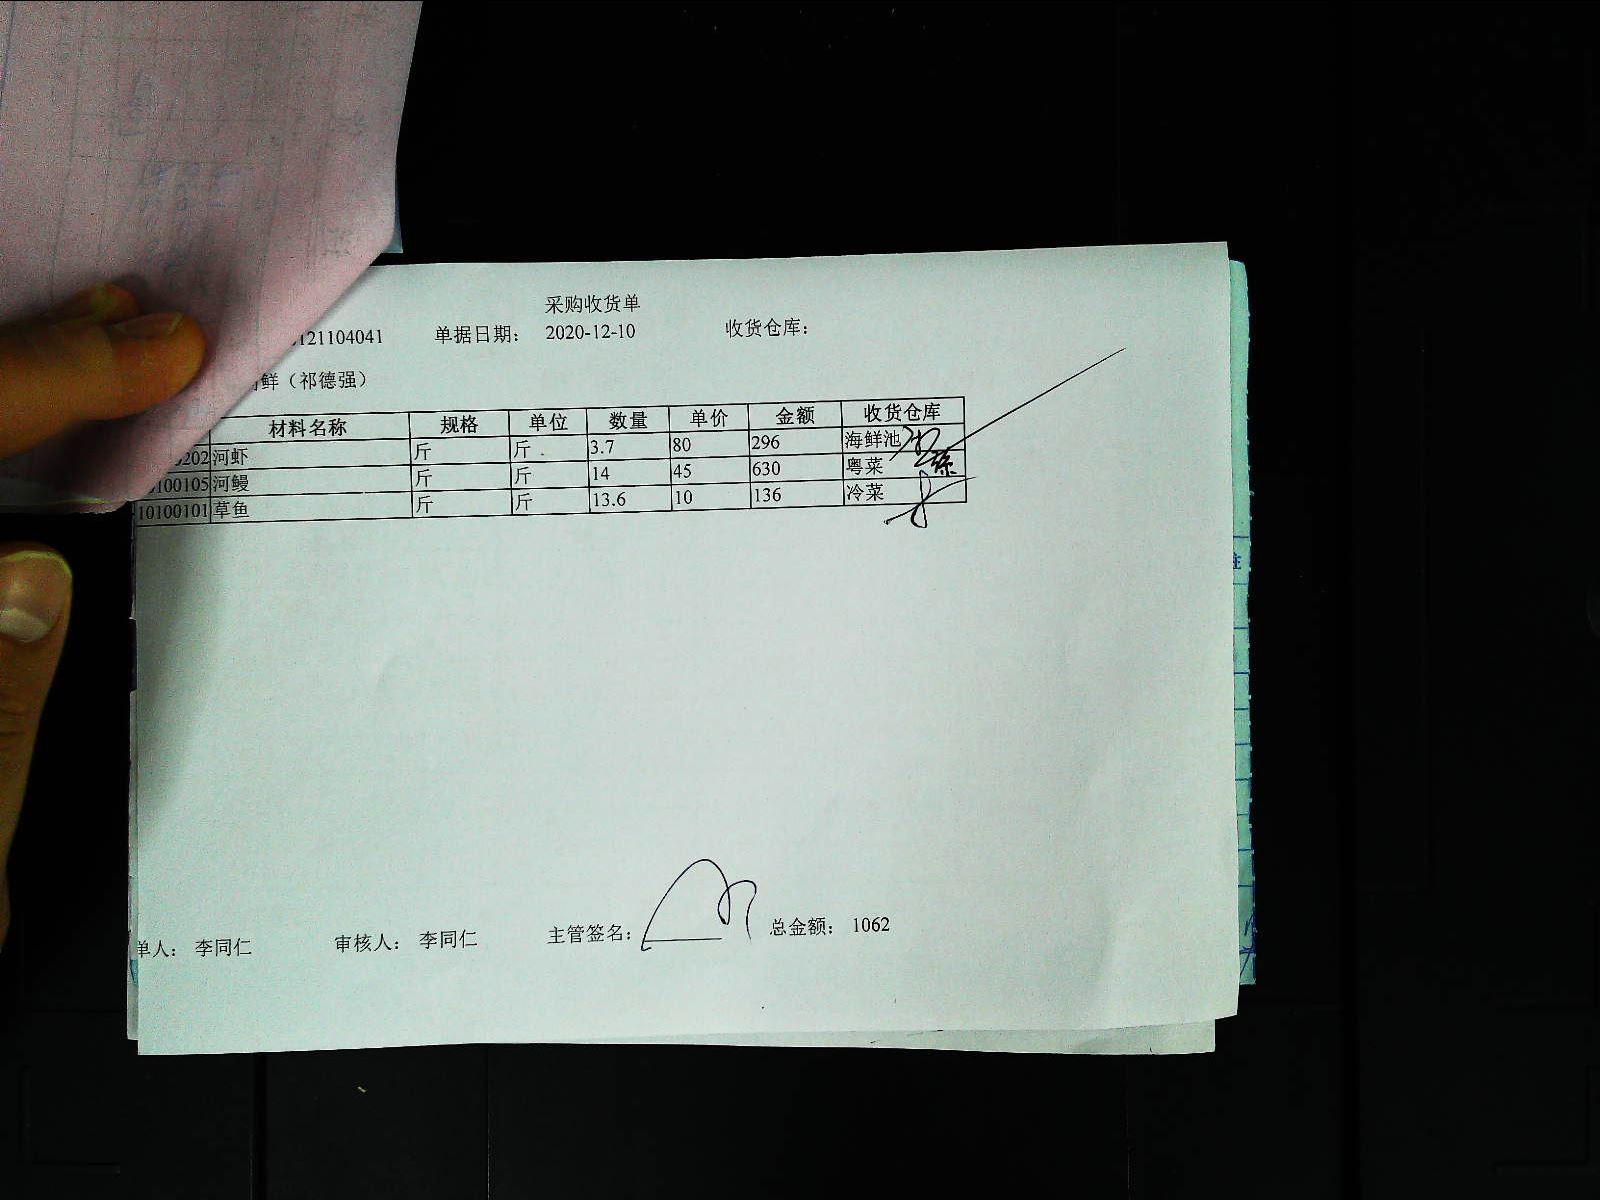 采购收货单
121104041 单据日期： 2020-12-10 收货仓库：
鲜（祁德强）
材料名称 规格 单位 数量 单价 金额 收货仓库
202 河虾 斤 斤 3.7 80 296 海鲜池
100105 河鳗 斤 斤 14 45 630 粤菜
10100101 草鱼 斤 斤 13.6 10 136 冷菜
单人： 李同仁 审核人： 李同仁 主管签名： 总金额： 1062